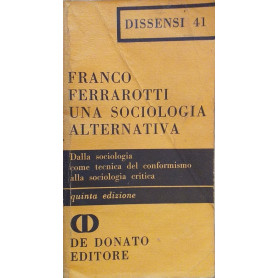 DISSENSI 41
FRANCO
FERRAROTTI
UNA SOCIOLOGIA
ALTERNATIVA
Dalla sociologia
come tecnica del conformismo
alla sociologia critica
quinta edizione
DE DONATO
EDITORE